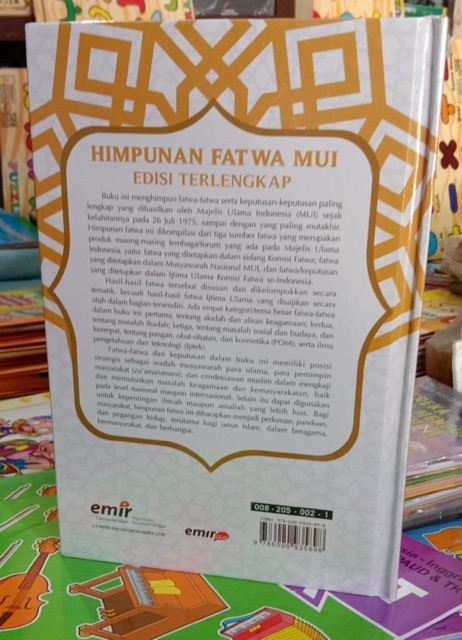 HIMPUNAN FATWA MUI
EDISI TERLENGKAP
Buku ini menghimpun fatwa-fatwa serta keputusan-keputusan paling
lengkap yang dihasilkan oleh Majelis Ulama Indonesia (MUI) sejak
kelahirannya pada 26 Juli 1975, sampai dengan yang paling mutakhir.
Himpunan fatwa ini dikompilasi dari tiga sumber fatwa yang merupakan
produk masing-masing lembaga/forum yang ada pada Majelis Ulama
Indonesia, yaitu: fatwa yang ditetapkan dalam sidang Komisi Fatwa; fatwa
yang ditetapkan dalam Musyawarah Nasional MUI, dan fatwa/keputusan
yang ditetapkan dalam Ijtima Ulama Komisi Fatwa se-Indonesia.
Hasil-hasil fatwa tersebut disusun dan dikelompokkan secara
tematik, kecuali hasil-hasil fatwa Ijtima Ulama yang disajikan secara
utuh dalam bagian tersendiri. Ada empat kategori/tema besar fatwa-fatwa
dalam buku ini: pertama, tentang akidah dan aliran keagamaan; kedua,
tentang masalah ibadah; ketiga, tentang masalah sosial dan budaya, dan
keempat, tentang pangan, obat-obatan, dan kosmetika (POM), serta ilmu
pengetahuan dan teknologi (iptek).
Fatwa-fatwa dan keputusan dalam buku ini memiliki posisi
strategis sebagai wadah musyawarah para ulama, para pemimpin
masyarakat (zu'ama/umara), dan cendekiawan muslim dalam mengkaji
dan memutuskan masalah keagamaan dan kemasyarakatan, baik
pada level nasional maupun internasional. Selain itu dapat digunakan
untuk kepentingan ilmiah maupun amaliah yang lebih luas. Bagi
masyarakat, himpunan fatwa ini diharapkan menjadi pedoman, panduan,
dan pegangan hidup, terutama bagi umat Islam, dalam beragama,
bermasyarakat, dan berbangsa.
emir
emir
008-205-002-1
9786020935898
PUZZL
sia - Inggri
PAUD & TK